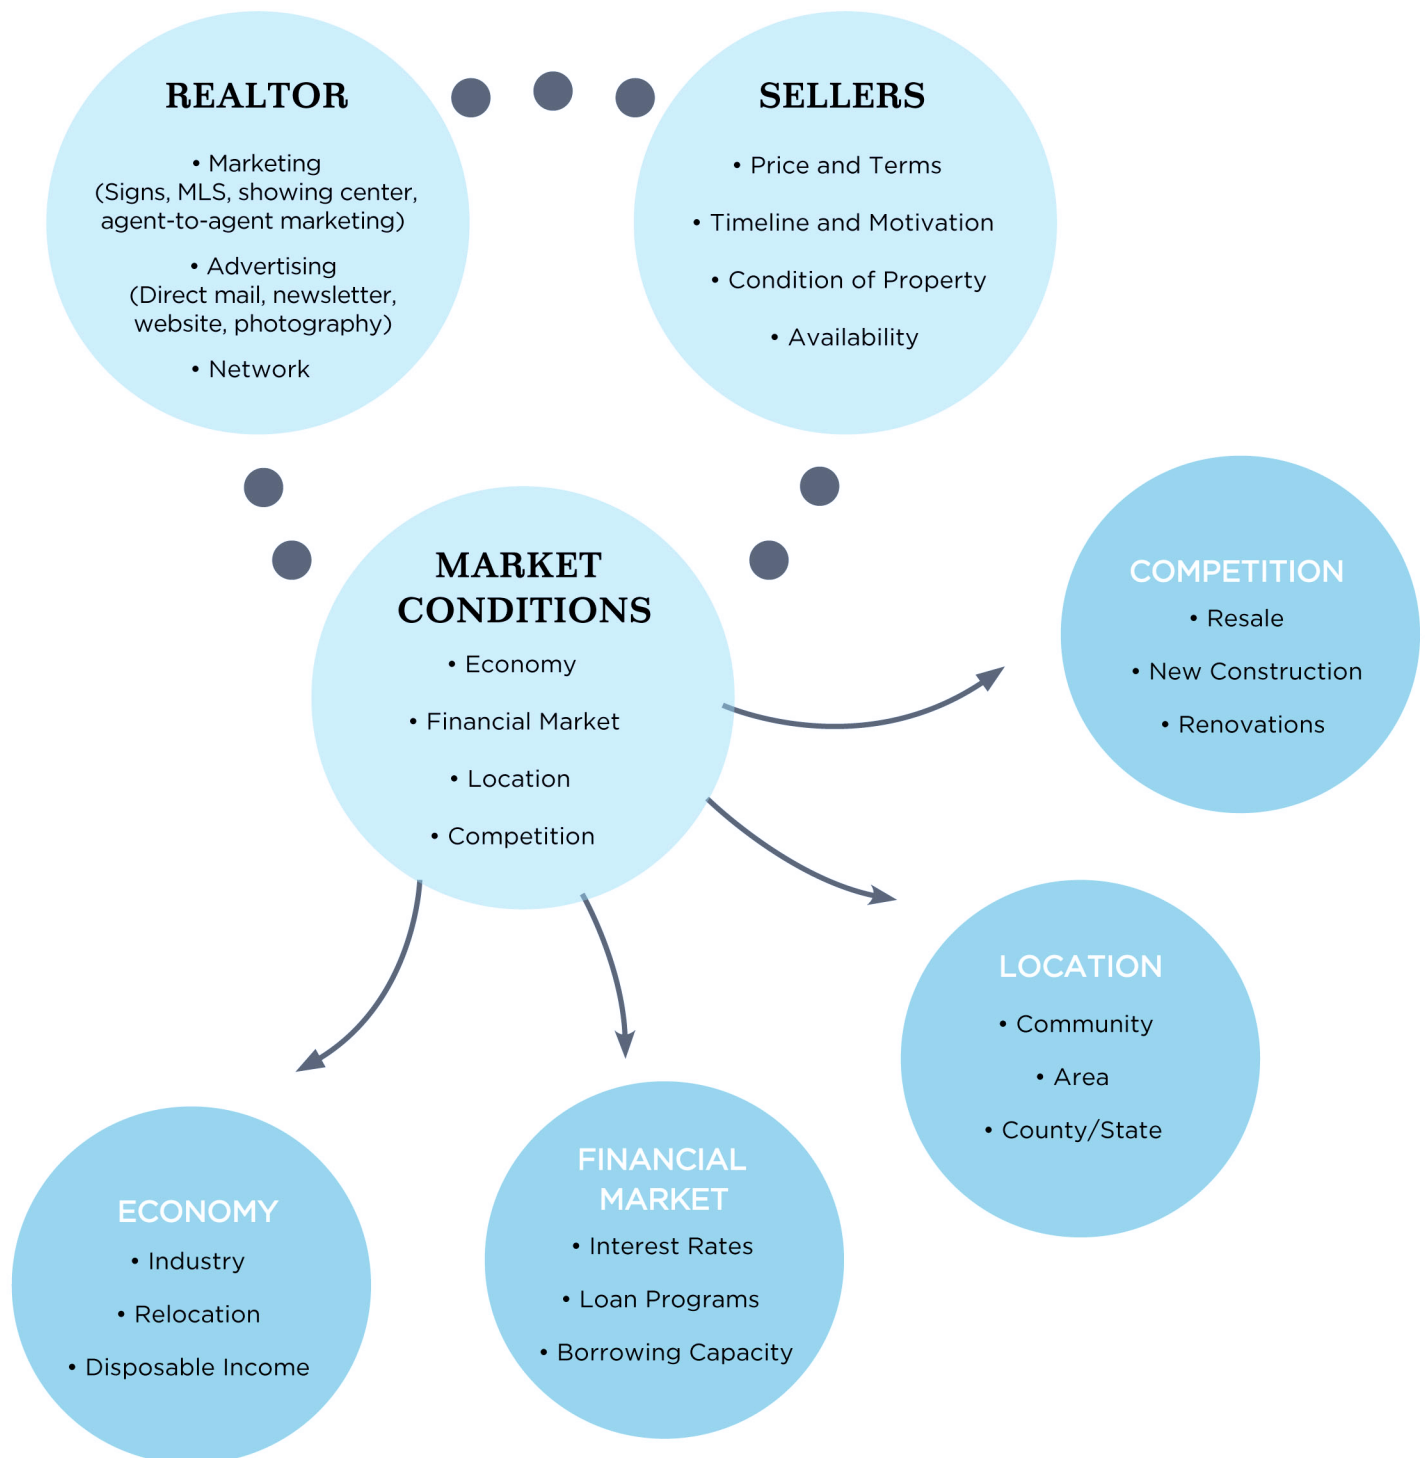 REALTOR
• Marketing
(Signs, MLS, showing center,
agent-to-agent marketing)
• Advertising
(Direct mail, newsletter,
website, photography)
• Network
SELLERS
• Price and Terms
• Timeline and Motivation
• Condition of Property
• Availability
MARKET
CONDITIONS
• Economy
• Financial Market
• Location
• Competition
COMPETITION
• Resale
• New Construction
• Renovations
LOCATION
• Community
• Area
• County/State
FINANCIAL
MARKET
• Interest Rates
• Loan Programs
• Borrowing Capacity
ECONOMY
• Industry
• Relocation
• Disposable Income